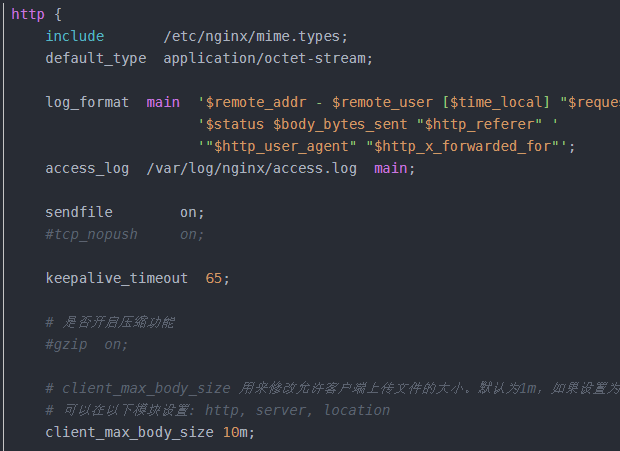 http {
include /etc/nginx/mime.types;
default_type application/octet-stream;
log_format main '$remote_addr - $remote_user [$time_local] "$reques
'$status $body_bytes_sent "$http_referer" '
'"$http_user_agent" "$http_x_forwarded_for"';
access_log /var/log/nginx/access.log main;
sendfile on;
#tcp_nopush on;
keepalive_timeout 65;
# 是否开启压缩功能
#gzip on;
# client_max_body_size 用来修改允许客户端上传文件的大小。默认为1m，如果设置为
# 可以在以下模块设置: http, server, location
client_max_body_size 10m;